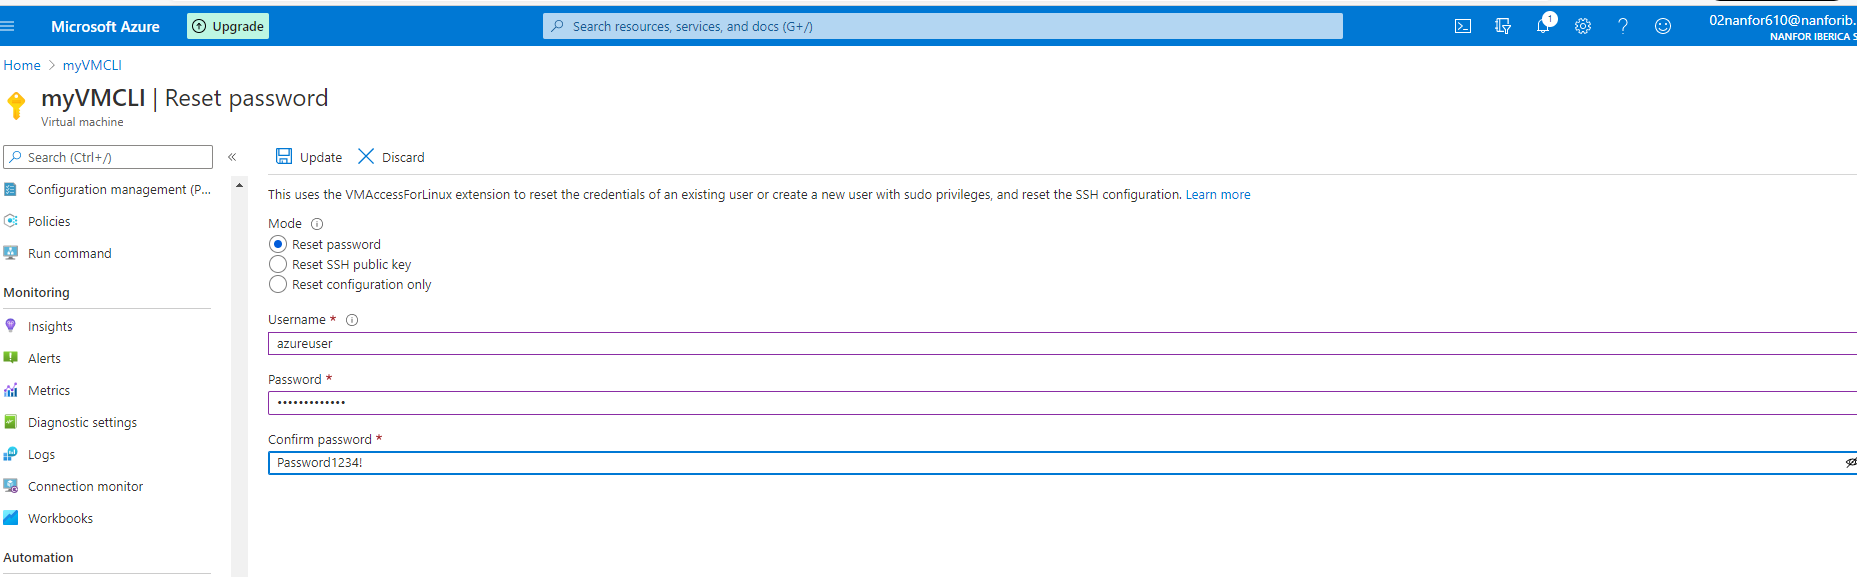 Microsoft Azure
Upgrade
Search resources, services, and docs (G+/)
1
02nanfor610@nanforib.
NANFOR IBERICA S
Home > myVMCLI
myVMCLI | Reset password
Virtual machine
Search (Ctrl+/)
«
Configuration management (P...
Policies
Run command
Monitoring
Insights
Alerts
Metrics
Diagnostic settings
Logs
Connection monitor
Workbooks
Automation
Update
Discard
This uses the VMAccessForLinux extension to reset the credentials of an existing user or create a new user with sudo privileges, and reset the SSH configuration. Learn more
Mode
Reset password
Reset SSH public key
Reset configuration only
Username *
azureuser
Password *
•••••••••••••
Confirm password *
Password1234!